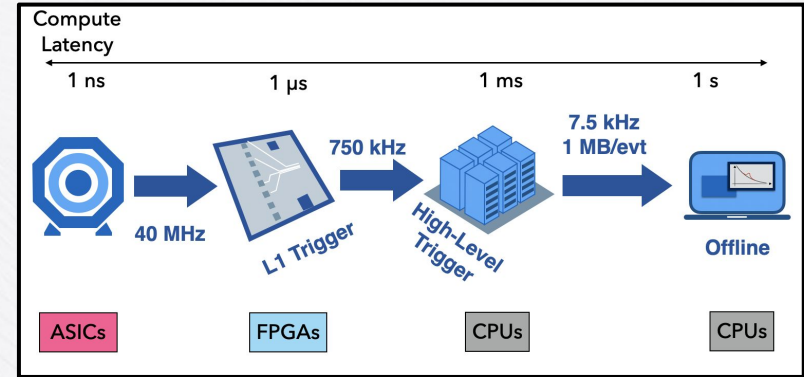 Compute
Latency
1 ns
1 μs
1 ms
1 s
40 MHz
L1 Trigger
750 kHz
High-Level
Trigger
7.5 kHz
1 MB/evt
Offline
ASICs
FPGAs
CPUs
CPUs